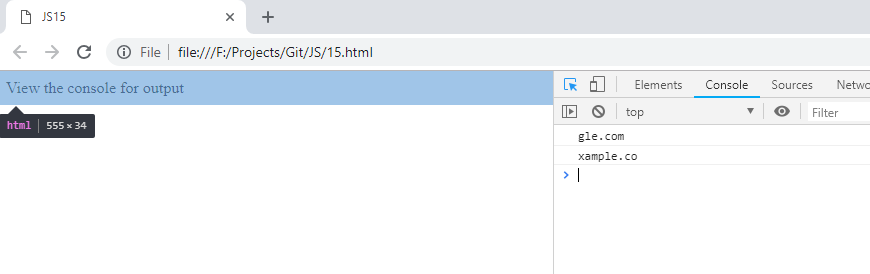 JS15
File file:///F:/Projects/Git/JS/15.html
View the console for output
html 555 × 34
Elements Console Sources Netwo
top Filter
gle.com
xample.co